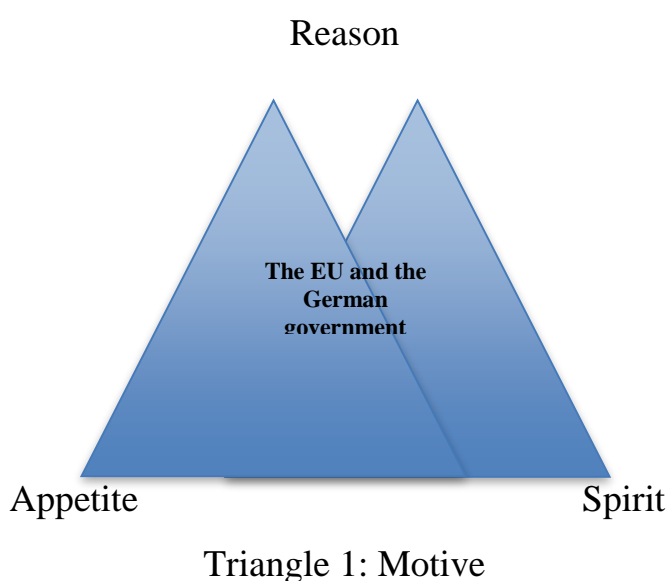 Reason
The EU and the
German
government
Appetite
Spirit
Triangle 1: Motive